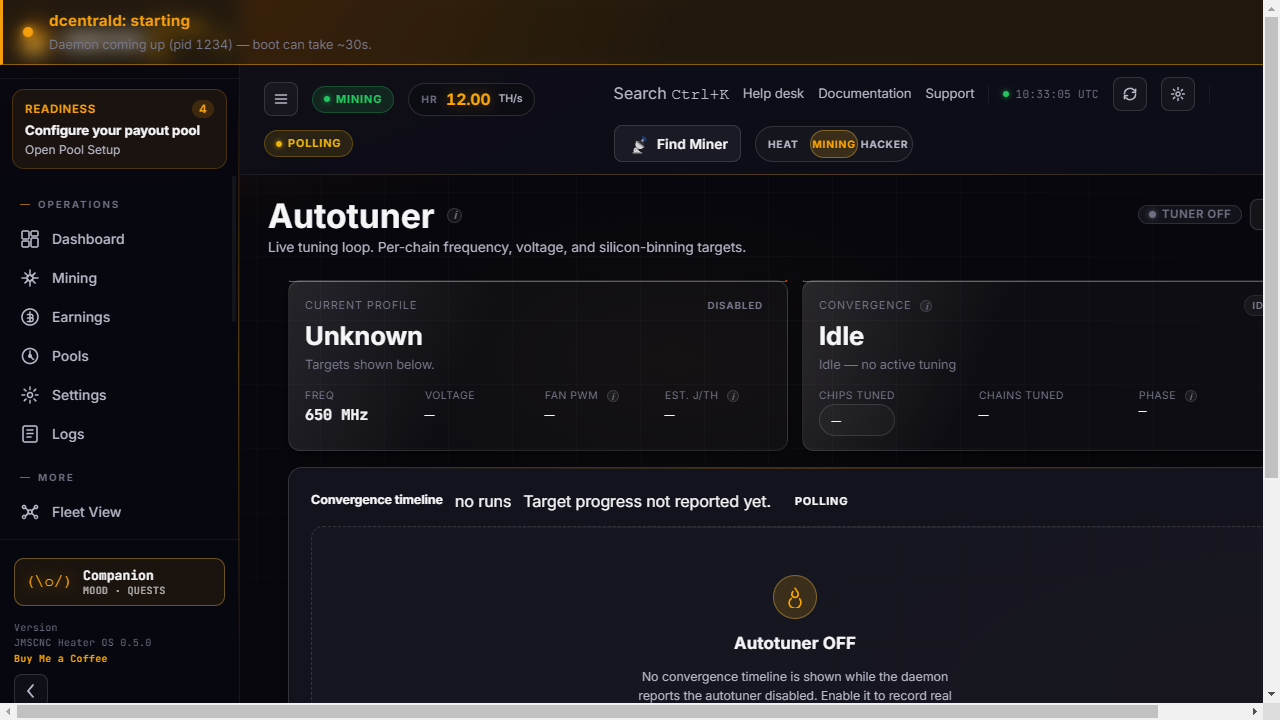 dcentrald: starting
Daemon coming up (pid 1234) — boot can take ~30s.
READINESS 4
Configure your payout pool
Open Pool Setup
— OPERATIONS
Dashboard
Mining
Earnings
Pools
Settings
Logs
— MORE
Fleet View
(\o/) Companion
MOOD · QUESTS
Version
JMSCNC Heater OS 0.5.0
Buy Me a Coffee
MINING
HR 12.00 TH/s
Search Ctrl+K Help desk Documentation Support 10:33:05 UTC
POLLING
Find Miner
HEAT MINING HACKER
Autotuner i
Live tuning loop. Per-chain frequency, voltage, and silicon-binning targets.
TUNER OFF
CURRENT PROFILE DISABLED
Unknown
Targets shown below.
FREQ VOLTAGE FAN PWM i EST. J/TH i
650 MHz — — —
CONVERGENCE i ID
Idle
Idle — no active tuning
CHIPS TUNED CHAINS TUNED PHASE i
— — —
Convergence timeline no runs Target progress not reported yet. POLLING
Autotuner OFF
No convergence timeline is shown while the daemon
reports the autotuner disabled. Enable it to record real